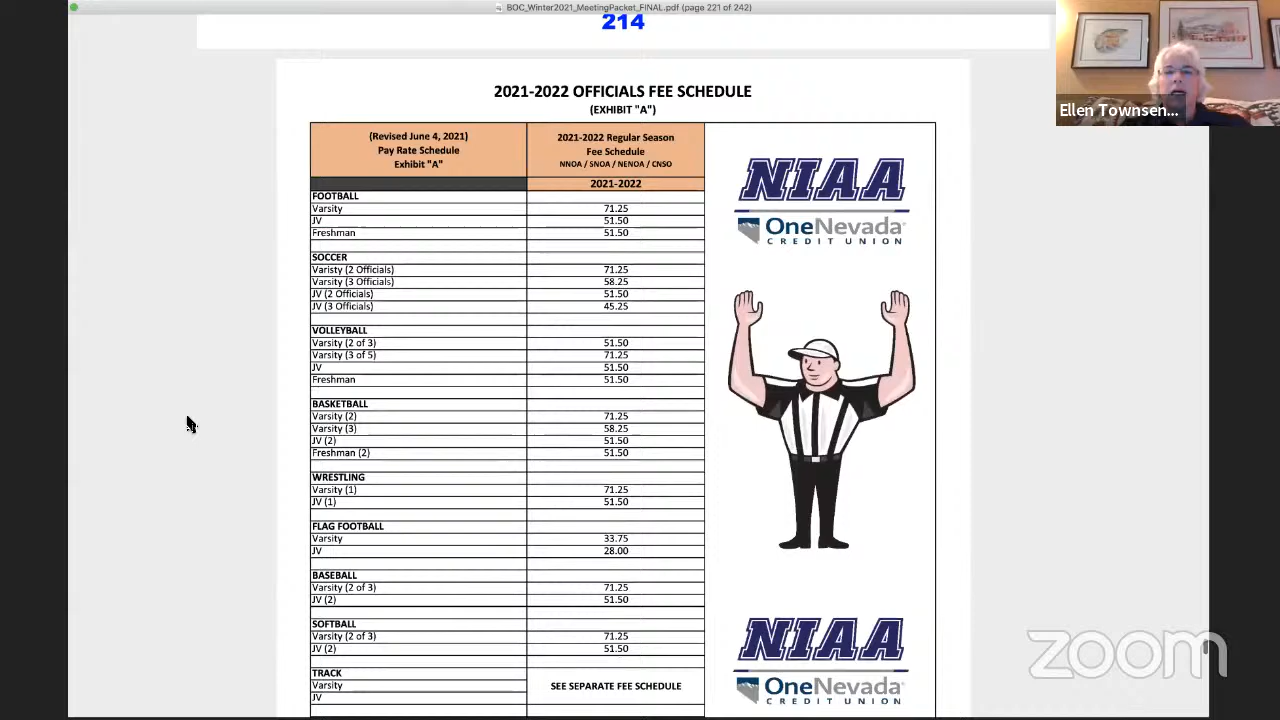 BOC_Winter2021_MeetingPacket_FINAL.pdf (page 221 of 242)
214
Ellen Townsen...
2021-2022 OFFICIALS FEE SCHEDULE
(EXHIBIT "A")
(Revised June 4, 2021)
Pay Rate Schedule
Exhibit "A"
2021-2022 Regular Season
Fee Schedule
NNOA / SNOA / NENOA / CNSO
2021-2022
FOOTBALL
Varsity 71.25
JV 51.50
Freshman 51.50
SOCCER
Varisty (2 Officials) 71.25
Varsity (3 Officials) 58.25
JV (2 Officials) 51.50
JV (3 Officials) 45.25
VOLLEYBALL
Varsity (2 of 3) 51.50
Varsity (3 of 5) 71.25
JV 51.50
Freshman 51.50
BASKETBALL
Varsity (2) 71.25
Varsity (3) 58.25
JV (2) 51.50
Freshman (2) 51.50
WRESTLING
Varsity (1) 71.25
JV (1) 51.50
FLAG FOOTBALL
Varsity 33.75
JV 28.00
BASEBALL
Varsity (2 of 3) 71.25
JV (2) 51.50
SOFTBALL
Varsity (2 of 3) 71.25
JV (2) 51.50
TRACK
Varsity
JV
SEE SEPARATE FEE SCHEDULE
NIAA
OneNevada
CREDIT UNION
NIAA
OneNevada
CREDIT UNION
zoom